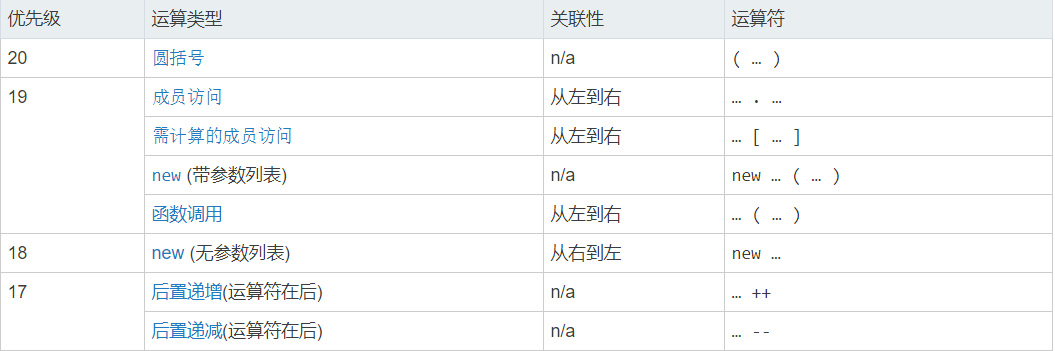 优先级 运算类型 关联性 运算符
20 圆括号 n/a ( … )
19 成员访问 从左到右 … . …
需计算的成员访问 从左到右 … [ … ]
new (带参数列表) n/a new … ( … )
函数调用 从左到右 … ( … )
18 new (无参数列表) 从右到左 new …
17 后置递增(运算符在后) n/a … ++
后置递减(运算符在后) n/a … --